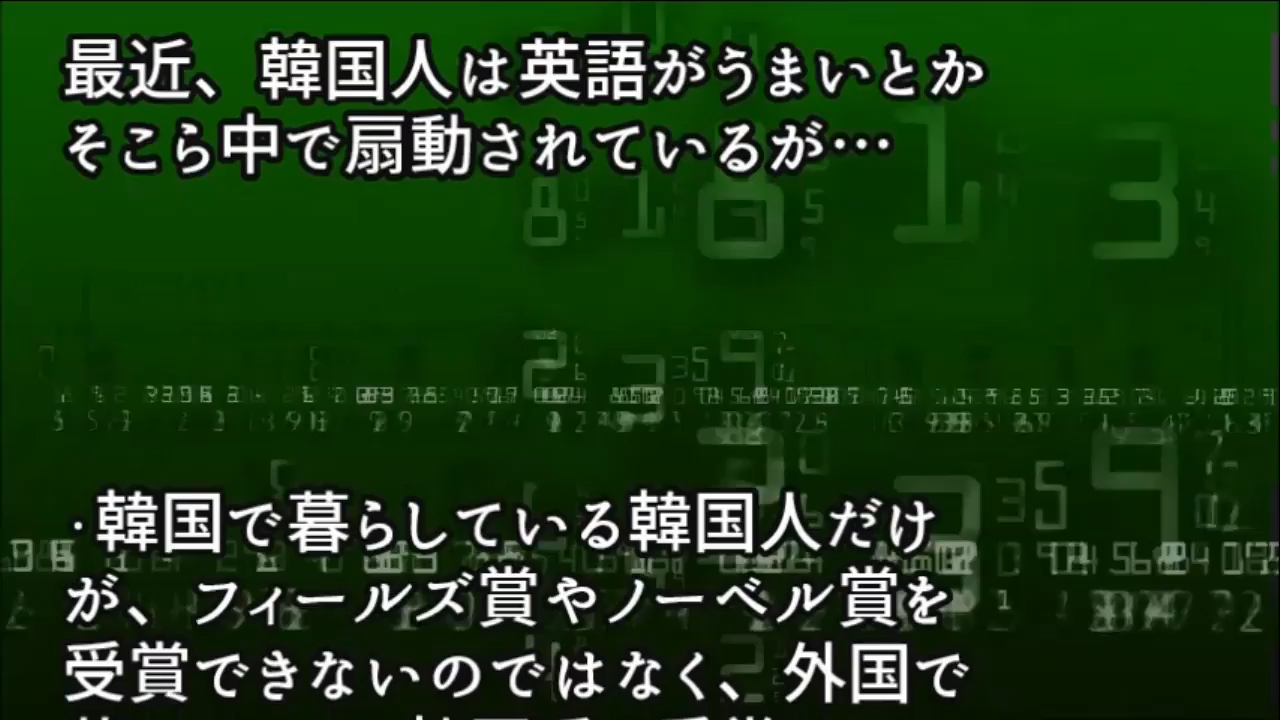 最近、韓国人は英語がうまいとか
そこら中で扇動されているが…
·韓国で暮らしている韓国人だけ
が、フィールズ賞やノーベル賞を
受賞できないのではなく、外国で